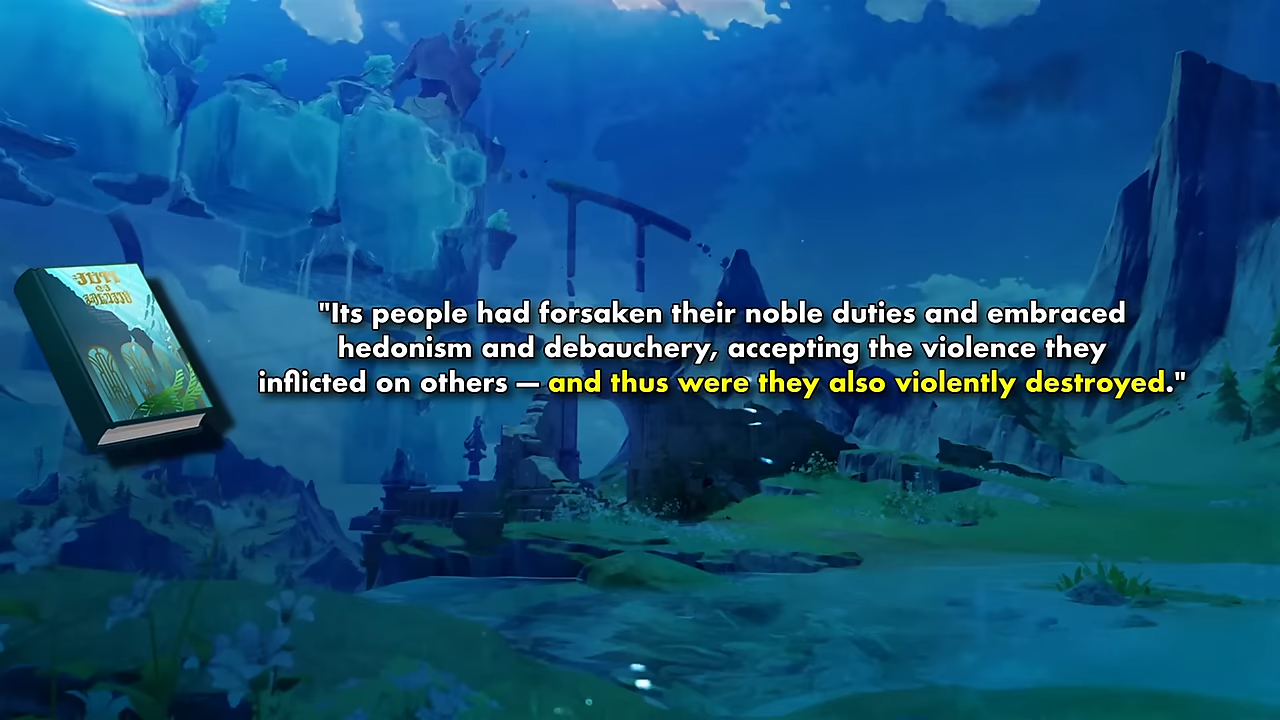 "Its people had forsaken their noble duties and embraced
hedonism and debauchery, accepting the violence they
inflicted on others — and thus were they also violently destroyed."